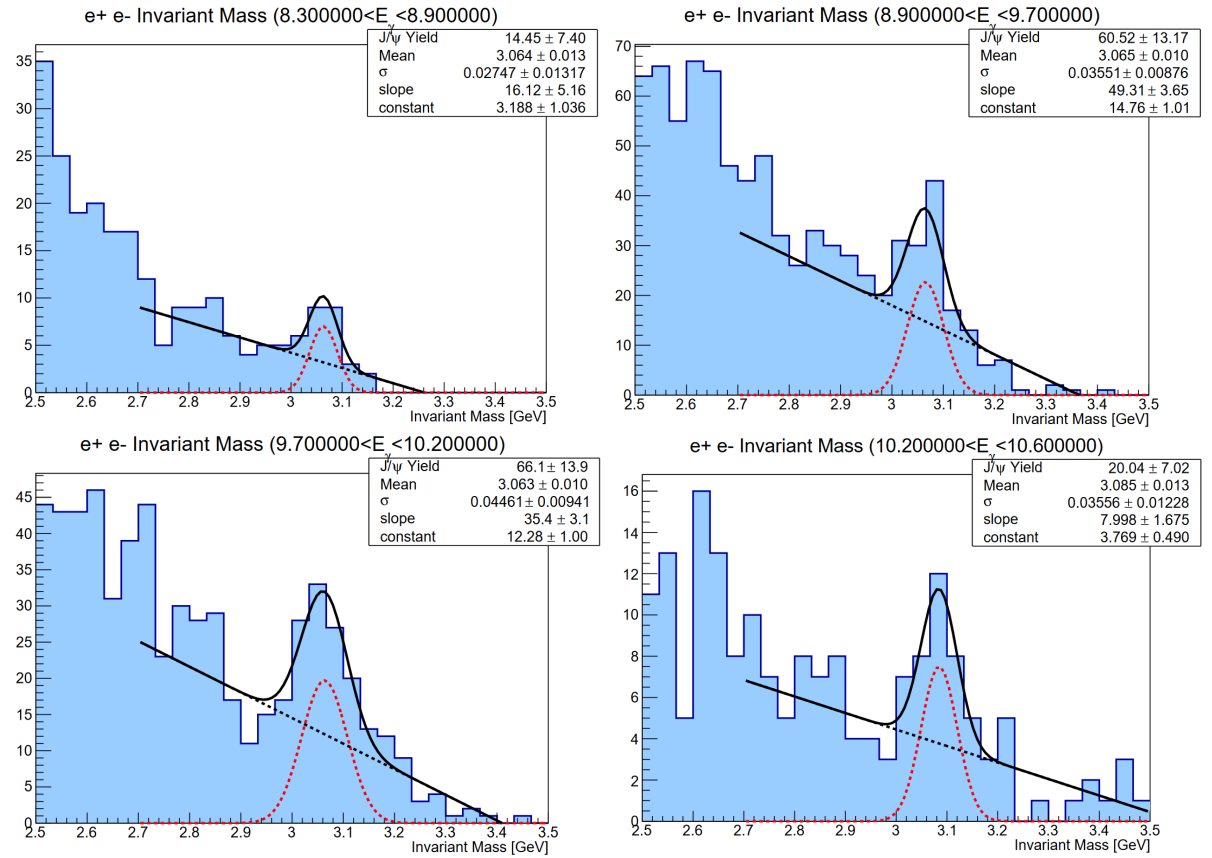 e+ e- Invariant Mass (8.300000<E_γ<8.900000)
J/ψ Yield 14.45 ± 7.40
Mean 3.064 ± 0.013
σ 0.02747 ± 0.01317
slope 16.12 ± 5.16
constant 3.188 ± 1.036
35
30
25
20
15
10
5
0
2.5 2.6 2.7 2.8 2.9 3 3.1 3.2 3.3 3.4 3.5
Invariant Mass [GeV]
e+ e- Invariant Mass (8.900000<E_γ<9.700000)
J/ψ Yield 60.52 ± 13.17
Mean 3.065 ± 0.010
σ 0.03551 ± 0.00876
slope 49.31 ± 3.65
constant 14.76 ± 1.01
70
60
50
40
30
20
10
0
2.5 2.6 2.7 2.8 2.9 3 3.1 3.2 3.3 3.4 3.5
Invariant Mass [GeV]
e+ e- Invariant Mass (9.700000<E_γ<10.200000)
J/ψ Yield 66.1 ± 13.9
Mean 3.063 ± 0.010
σ 0.04461 ± 0.00941
slope 35.4 ± 3.1
constant 12.28 ± 1.00
45
40
35
30
25
20
15
10
5
0
2.5 2.6 2.7 2.8 2.9 3 3.1 3.2 3.3 3.4 3.5
Invariant Mass [GeV]
e+ e- Invariant Mass (10.200000<E_γ<10.600000)
J/ψ Yield 20.04 ± 7.02
Mean 3.085 ± 0.013
σ 0.03556 ± 0.01228
slope 7.998 ± 1.675
constant 3.769 ± 0.490
16
14
12
10
8
6
4
2
0
2.5 2.6 2.7 2.8 2.9 3 3.1 3.2 3.3 3.4 3.5
Invariant Mass [GeV]